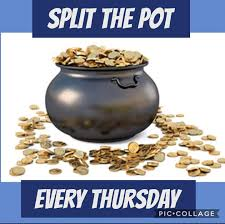 SPLIT THE POT
EVERY THURSDAY
PIC•COLLAGE